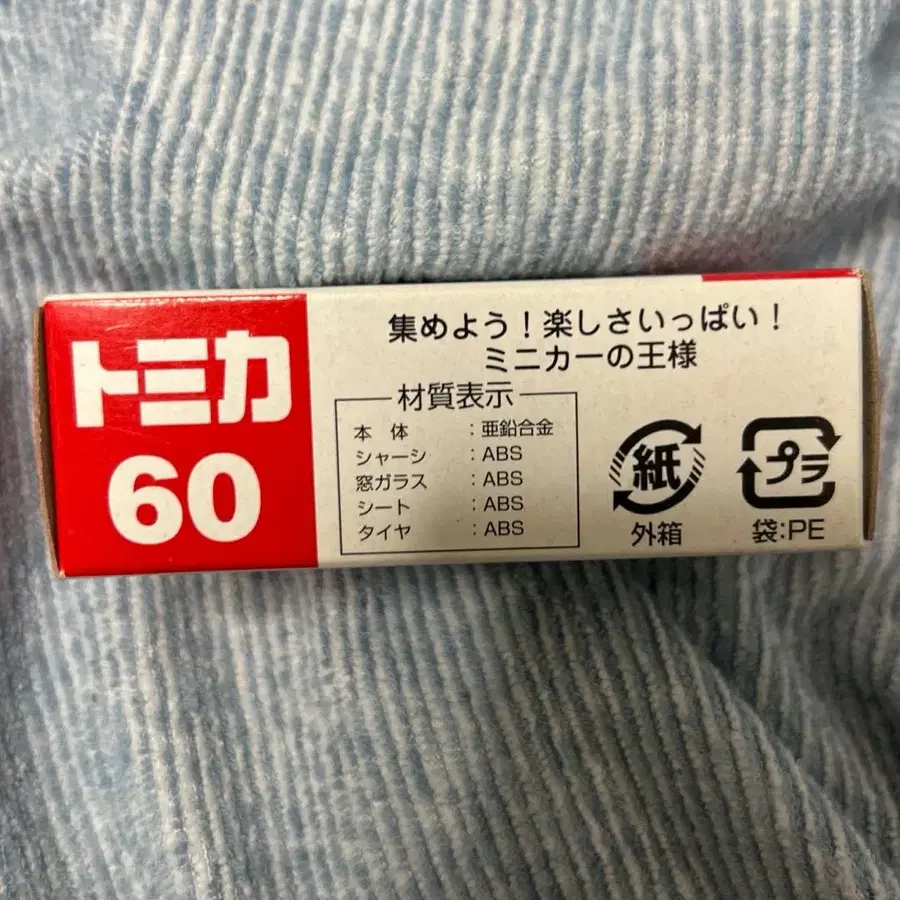 トミカ
60
集めよう！楽しさいっぱい！
ミニカーの王様
材質表示
本体：亜鉛合金
シャーシ：ABS
窓ガラス：ABS
シート：ABS
タイヤ：ABS
紙
外箱
プラ
袋：PE